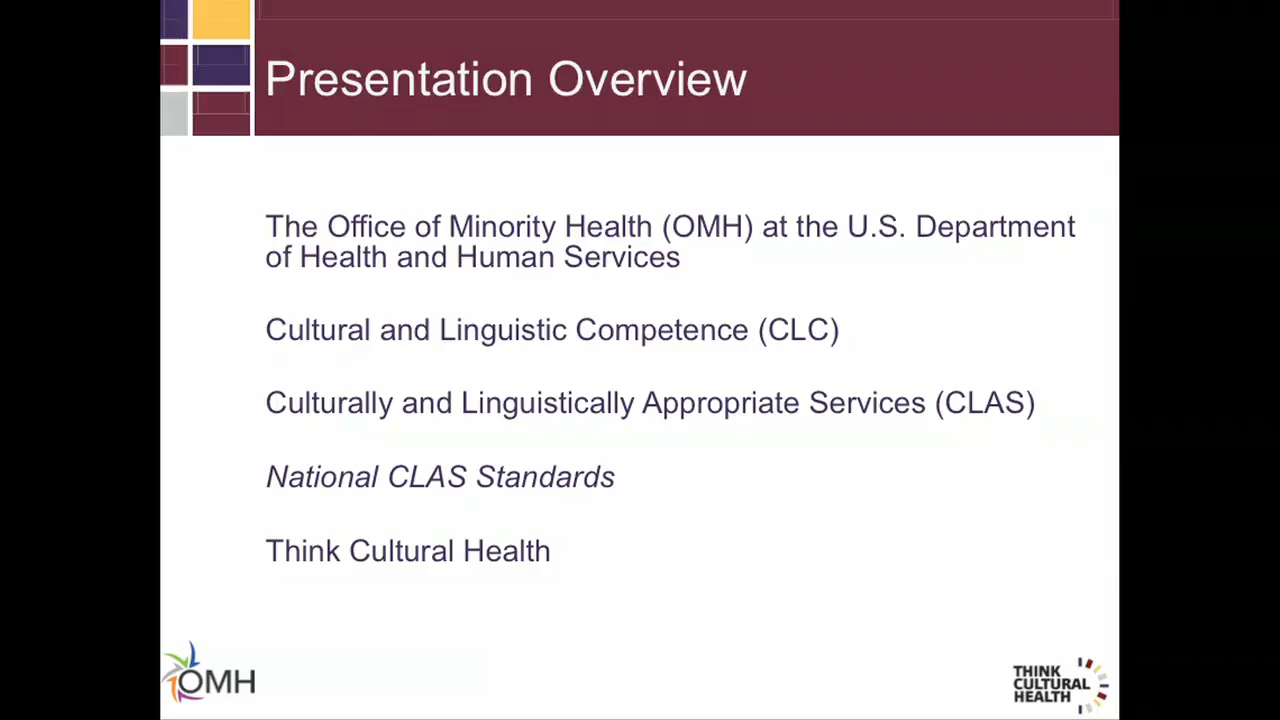 Presentation Overview
The Office of Minority Health (OMH) at the U.S. Department
of Health and Human Services
Cultural and Linguistic Competence (CLC)
Culturally and Linguistically Appropriate Services (CLAS)
National CLAS Standards
Think Cultural Health
OMH
THINK
CULTURAL
HEALTH